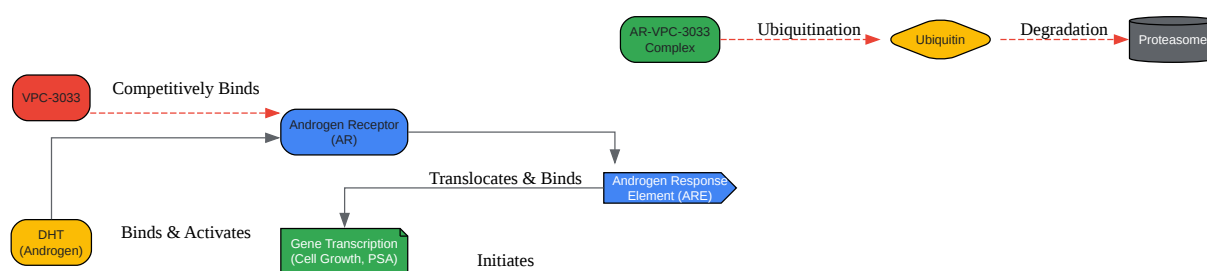 AR-VPC-3033
Complex
Ubiquitination
Ubiquitin
Degradation
Proteasome
VPC-3033
Competitively Binds
Androgen Receptor
(AR)
Translocates & Binds
Androgen Response
Element (ARE)
DHT
(Androgen)
Binds & Activates
Gene Transcription
(Cell Growth, PSA)
Initiates